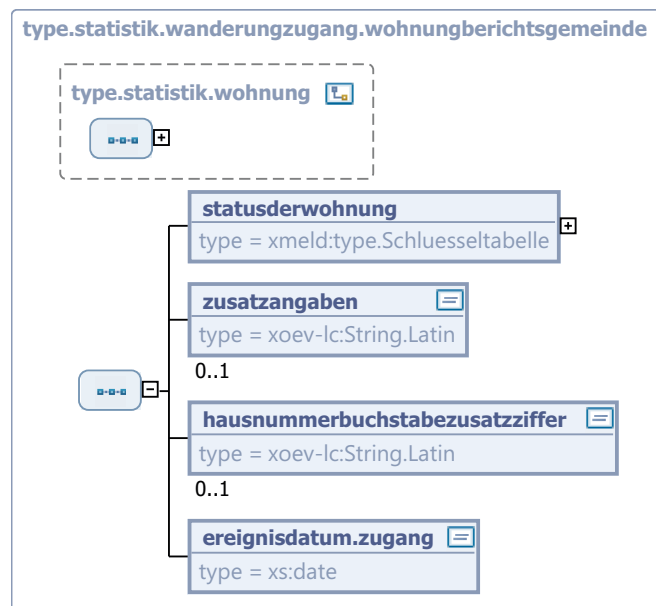 type.statistik.wanderungzugang.wohnungberichtsgemeinde
type.statistik.wohnung
statusderwohnung
type = xmeld:type.Schluesseltabelle
zusatzangaben
type = xoev-lc:String.Latin
0..1
hausnummerbuchstabezusatzziffer
type = xoev-lc:String.Latin
0..1
ereignisdatum.zugang
type = xs:date